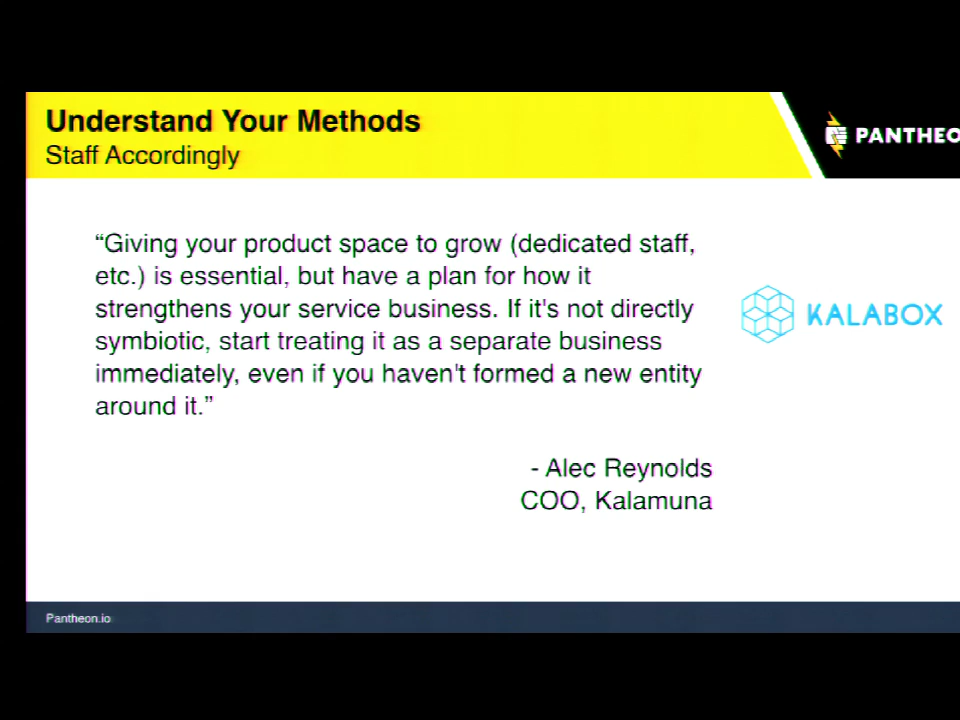 Understand Your Methods
Staff Accordingly
PANTHEO
“Giving your product space to grow (dedicated staff,
etc.) is essential, but have a plan for how it
strengthens your service business. If it's not directly
symbiotic, start treating it as a separate business
immediately, even if you haven't formed a new entity
around it.”
KALABOX
- Alec Reynolds
COO, Kalamuna
Pantheon.io